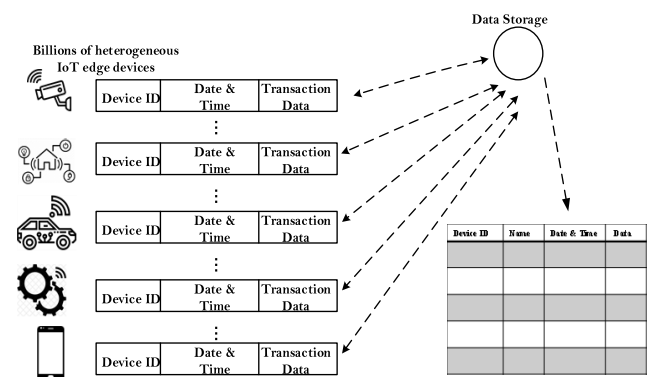 Data Storage
Billions of heterogeneous
IoT edge devices
Device ID
Date &
Time
Transaction
Data
Device ID
Date &
Time
Transaction
Data
Device ID
Date &
Time
Transaction
Data
Device ID
Date &
Time
Transaction
Data
Device ID
Date &
Time
Transaction
Data
Device ID Name Date & Time Data